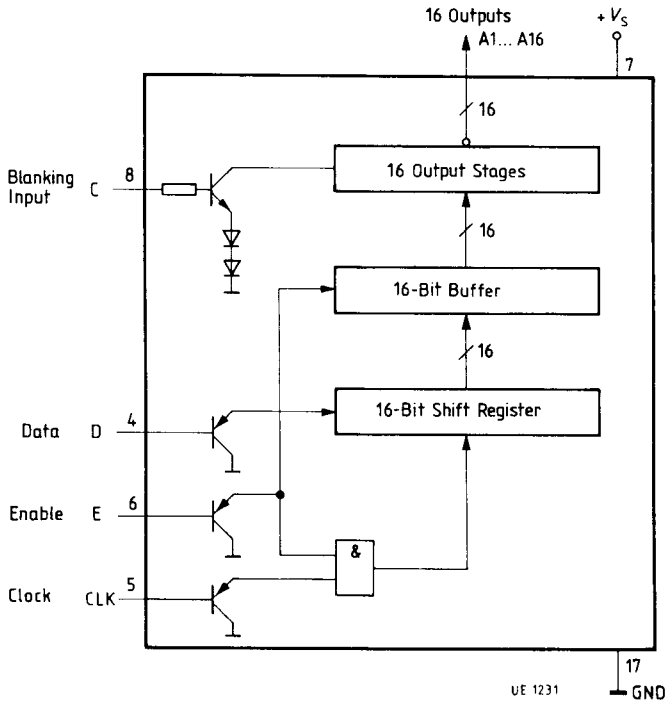 16 Outputs
A1... A16
+ Vs
7
16
Blanking
Input
C
8
16 Output Stages
16
16-Bit Buffer
16
Data D
4
16-Bit Shift Register
Enable E
6
&
Clock CLK
5
17
UE 1231
GND